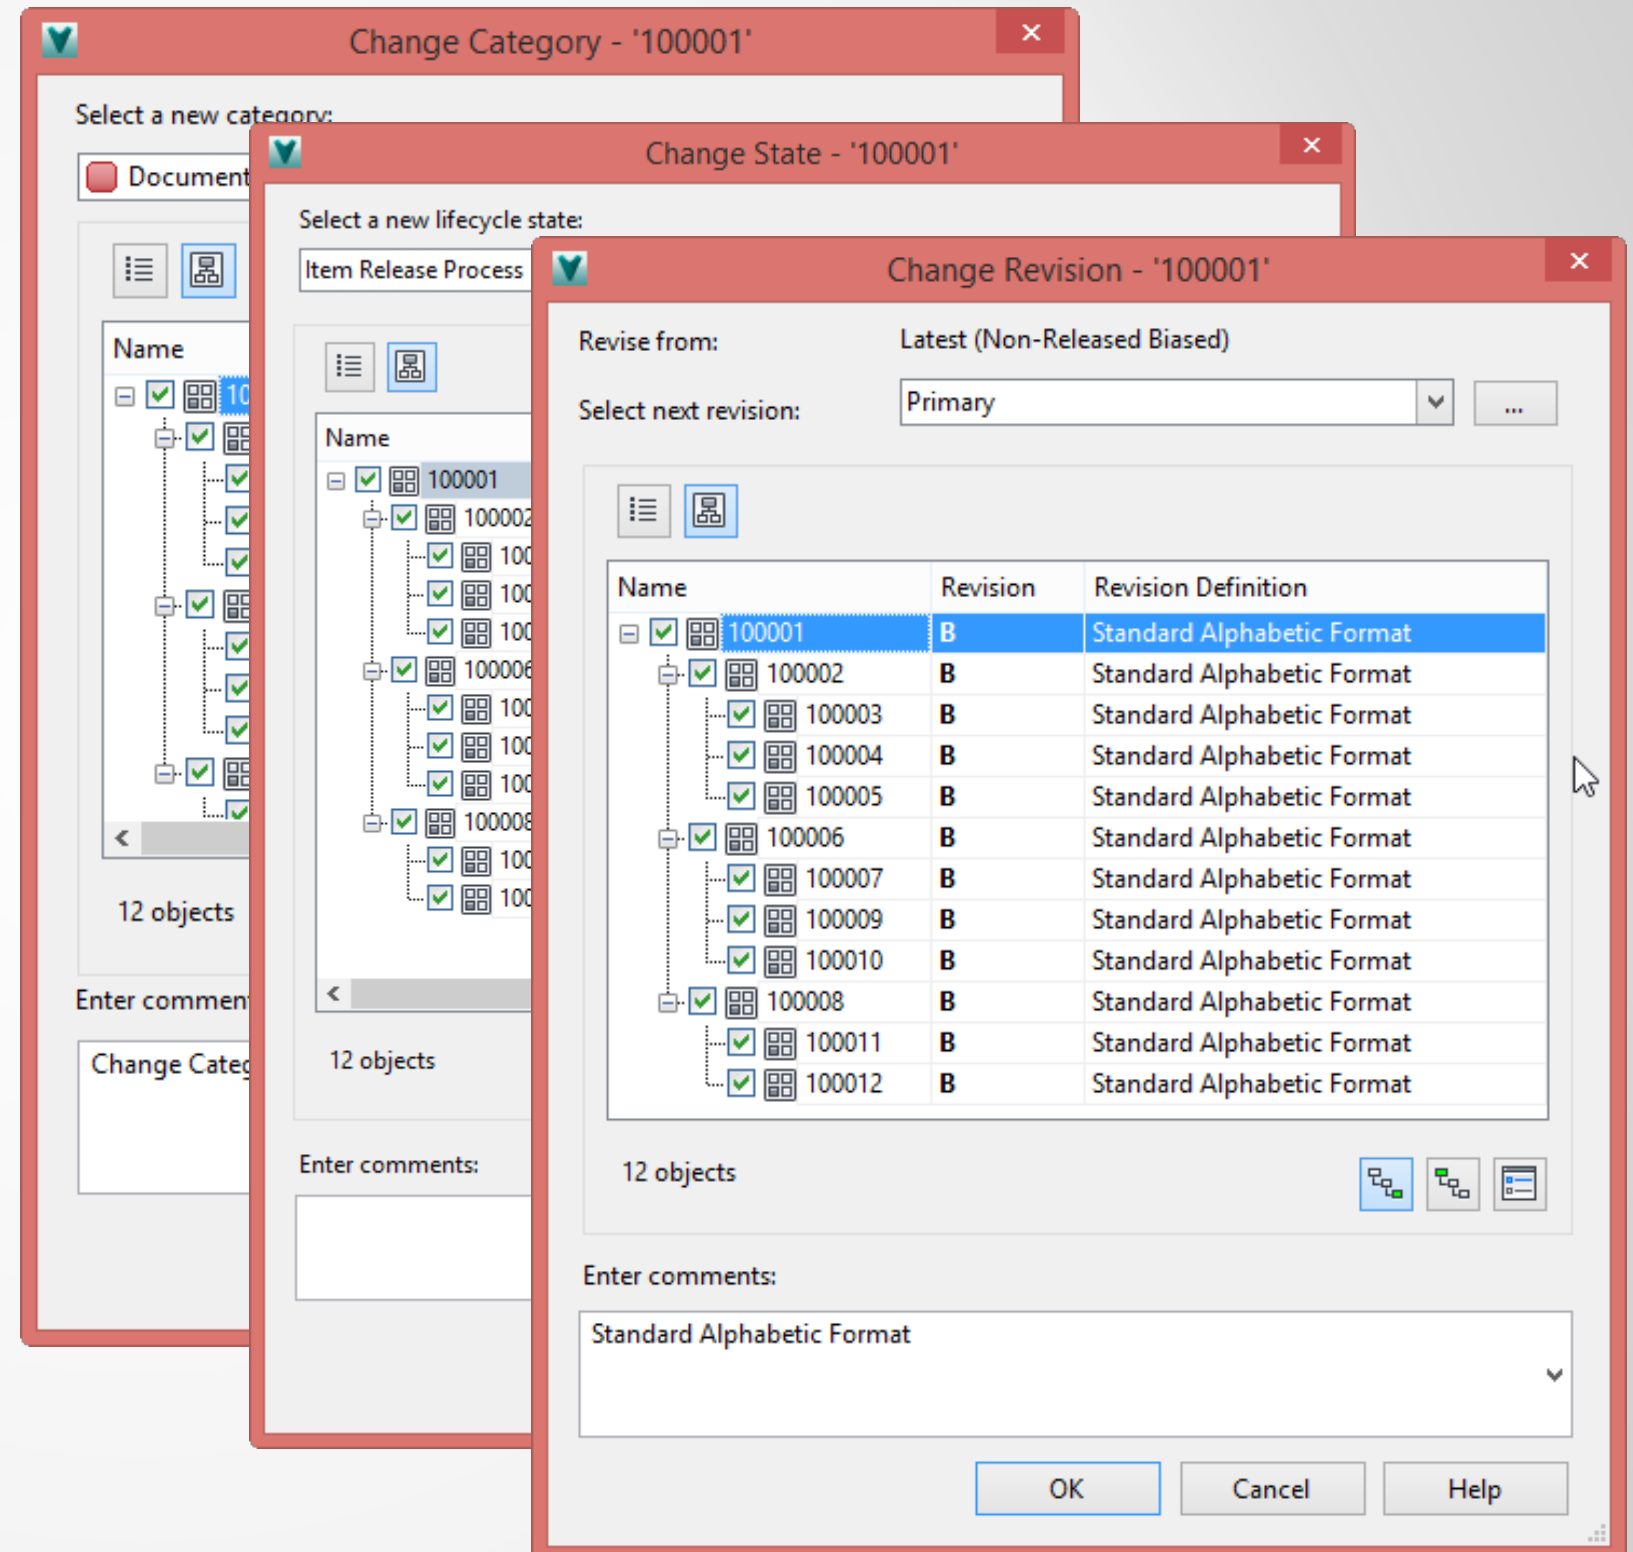 Change Category - '100001'
Select a new category:
Document
Name
12 objects
Change State - '100001'
Select a new lifecycle state:
Item Release Process
Name
100001
100002
100006
100008
12 objects
Enter comments:
Change Revision - '100001'
Revise from: Latest (Non-Released Biased)
Select next revision: Primary ...
Name Revision Revision Definition
100001 B Standard Alphabetic Format
100002 B Standard Alphabetic Format
100003 B Standard Alphabetic Format
100004 B Standard Alphabetic Format
100005 B Standard Alphabetic Format
100006 B Standard Alphabetic Format
100007 B Standard Alphabetic Format
100009 B Standard Alphabetic Format
100010 B Standard Alphabetic Format
100008 B Standard Alphabetic Format
100011 B Standard Alphabetic Format
100012 B Standard Alphabetic Format
12 objects
Enter comments:
Standard Alphabetic Format
OK Cancel Help